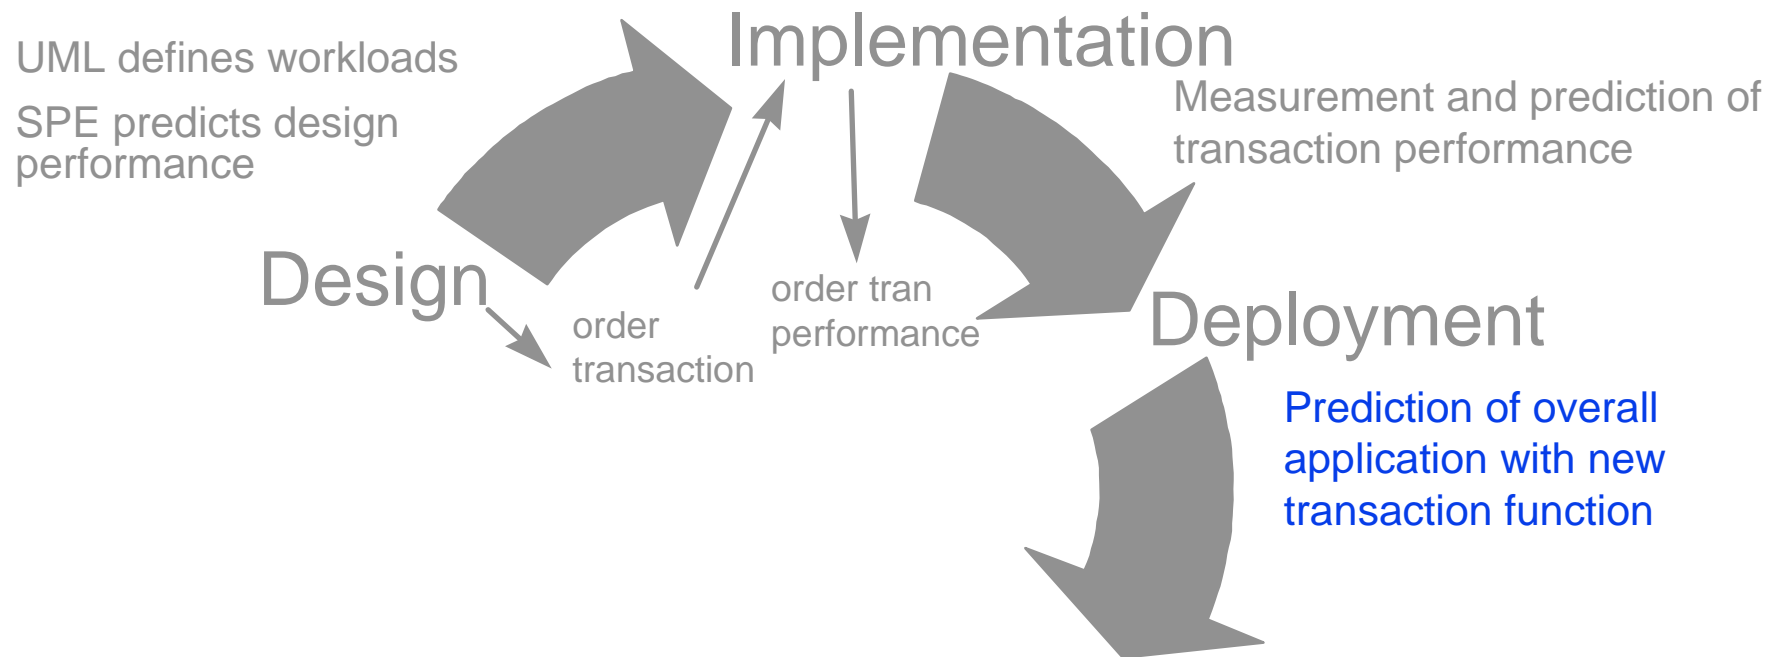 Implementation
UML defines workloads
SPE predicts design
performance
Measurement and prediction of
transaction performance
Design
order
transaction
order tran
performance
Deployment
Prediction of overall
application with new
transaction function